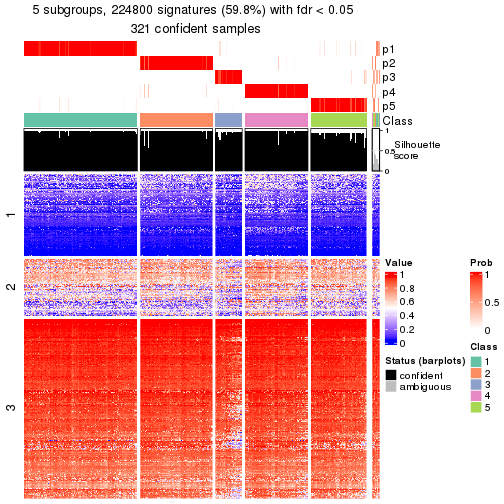 5 subgroups, 224800 signatures (59.8%) with fdr < 0.05
321 confident samples
p1
p2
p3
p4
p5
Class
1
0.5
0
Silhouette
score
1
2
3
Value
1
0.8
0.6
0.4
0.2
0
Prob
1
0.5
0
Status (barplots)
confident
ambiguous
Class
1
2
3
4
5